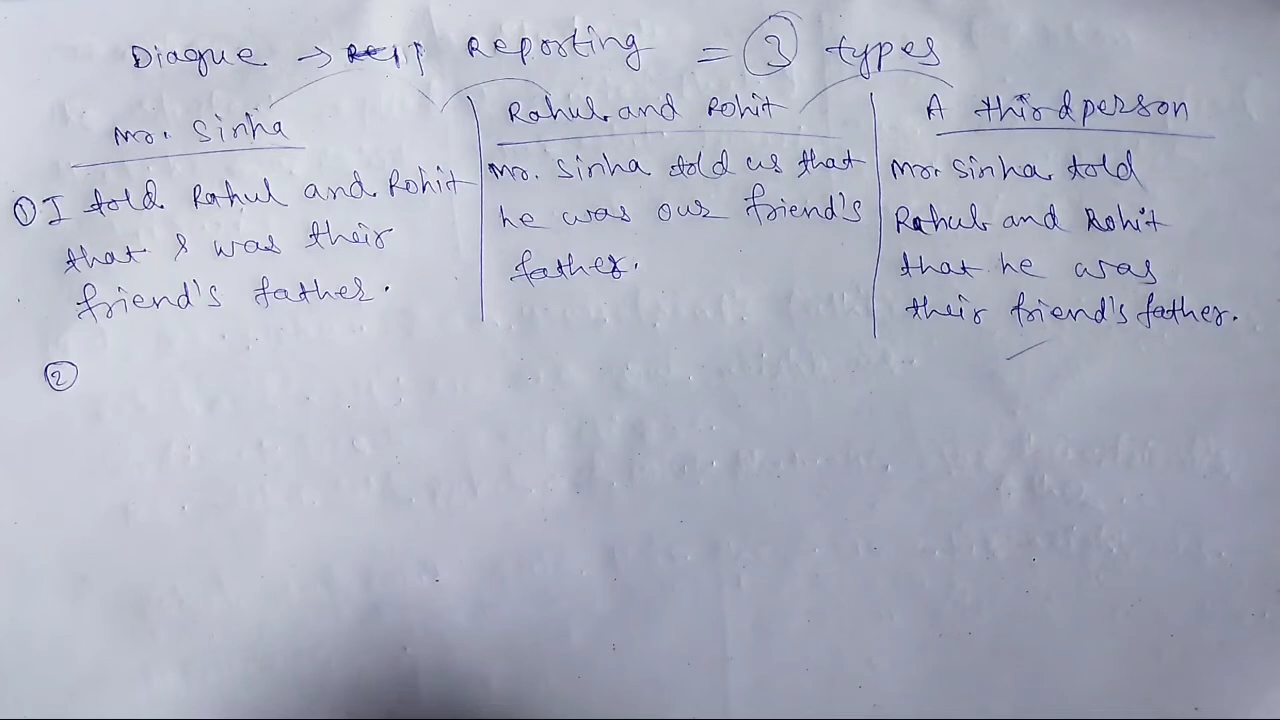 Diague → Reporting = 3 types
Mr. Sinha
① I told Rahul and Rohit
that I was their
friend's father.
②
Rahul and Rohit
Mr. Sinha told us that
he was our friend's
father.
A third person
Mr. Sinha told
Rahul and Rohit
that he was
their friend's father.